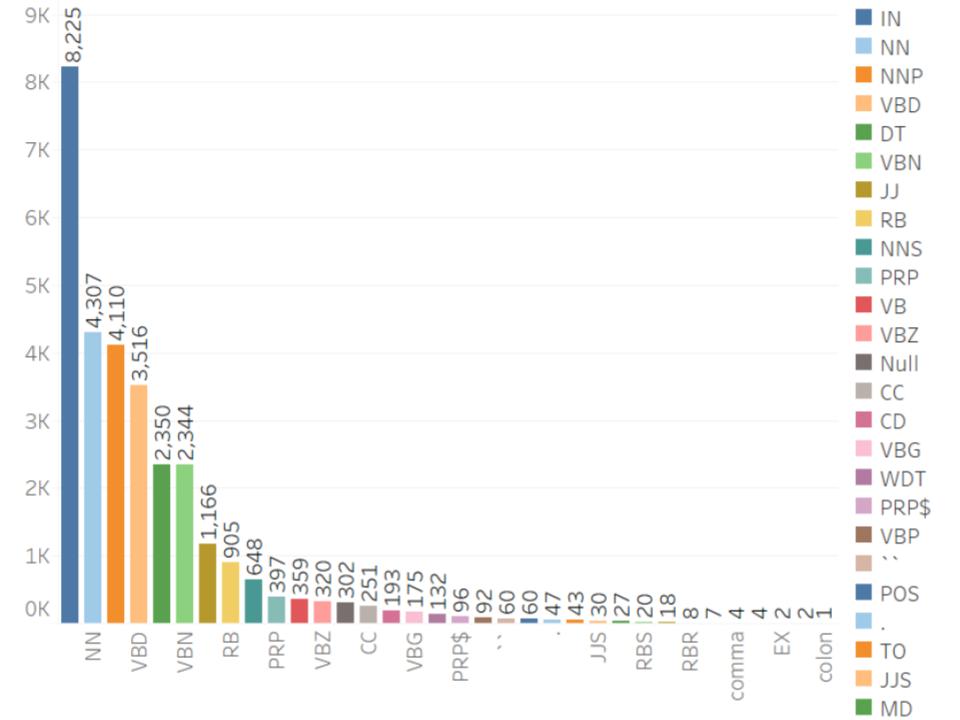 9K
8K
7K
6K
5K
4K
3K
2K
1K
0K
8,225
4,307
4,110
3,516
2,350
2,344
1,166
905
648
397
359
320
302
251
193
175
132
96
92
60
60
47
43
30
27
20
18
8
7
4
4
2
2
1
NN
VBD
VBN
RB
PRP
VBZ
CC
VBG
PRP$
``
.
JJS
RBS
RBR
comma
EX
colon
IN
NN
NNP
VBD
DT
VBN
JJ
RB
NNS
PRP
VB
VBZ
Null
CC
CD
VBG
WDT
PRP$
VBP
``
POS
.
TO
JJS
MD